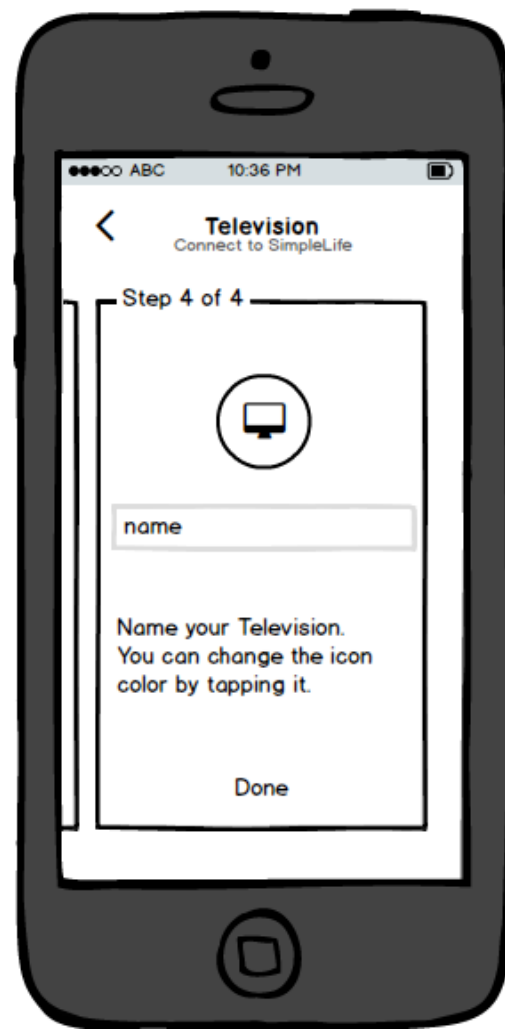 ABC 10:36 PM
Television
Connect to SimpleLife
Step 4 of 4
name
Name your Television.
You can change the icon
color by tapping it.
Done